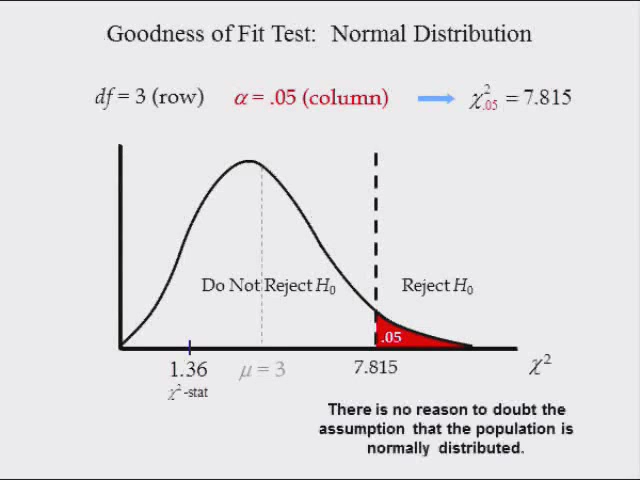 Goodness of Fit Test: Normal Distribution
df = 3 (row) α = .05 (column) χ².05 = 7.815
Do Not Reject H₀ Reject H₀
.05
1.36 μ = 3 7.815 χ²
χ²-stat
There is no reason to doubt the
assumption that the population is
normally distributed.